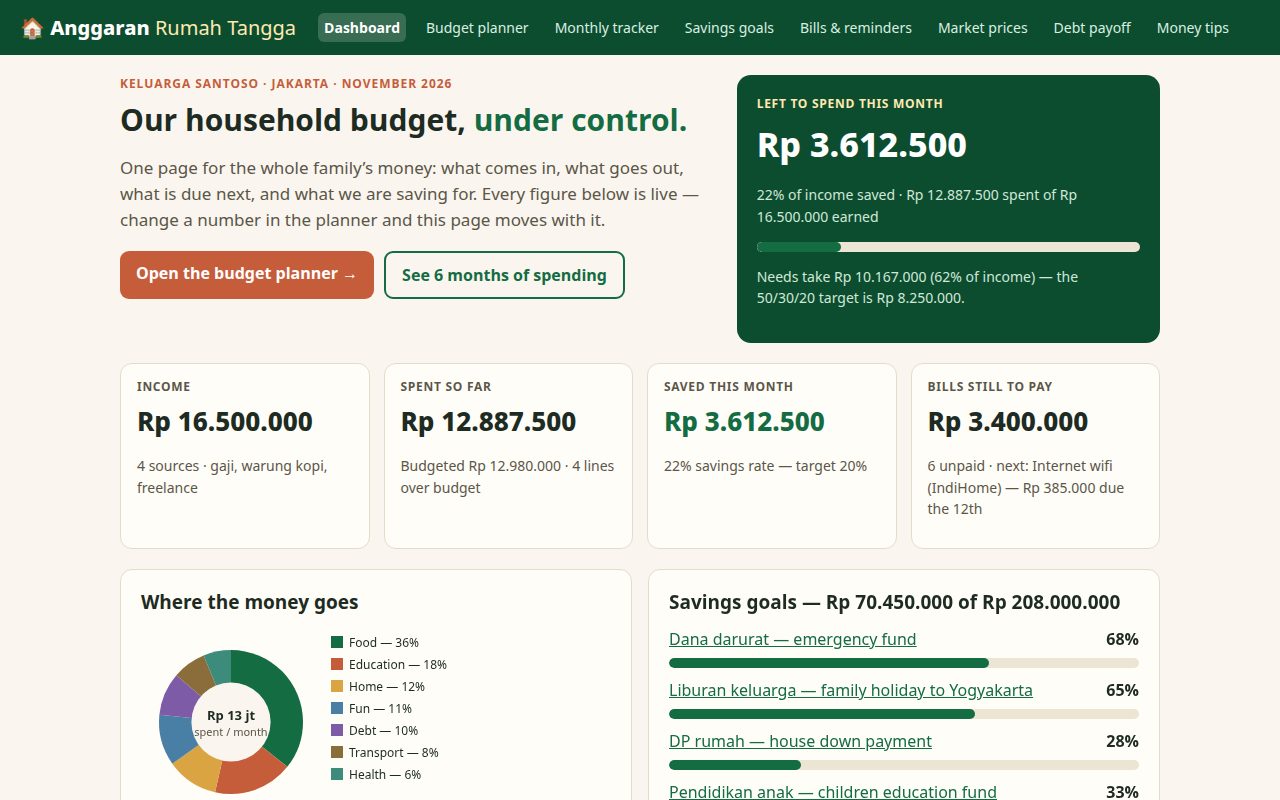 🏠 Anggaran Rumah Tangga
Dashboard
Budget planner
Monthly tracker
Savings goals
Bills & reminders
Market prices
Debt payoff
Money tips
KELUARGA SANTOSO · JAKARTA · NOVEMBER 2026
Our household budget, under control.
One page for the whole family’s money: what comes in, what goes out,
what is due next, and what we are saving for. Every figure below is live —
change a number in the planner and this page moves with it.
Open the budget planner →
See 6 months of spending
LEFT TO SPEND THIS MONTH
Rp 3.612.500
22% of income saved · Rp 12.887.500 spent of Rp
16.500.000 earned
Needs take Rp 10.167.000 (62% of income) — the
50/30/20 target is Rp 8.250.000.
INCOME
Rp 16.500.000
4 sources · gaji, warung kopi,
freelance
SPENT SO FAR
Rp 12.887.500
Budgeted Rp 12.980.000 · 4 lines
over budget
SAVED THIS MONTH
Rp 3.612.500
22% savings rate — target 20%
BILLS STILL TO PAY
Rp 3.400.000
6 unpaid · next: Internet wifi
(IndiHome) — Rp 385.000 due
the 12th
Where the money goes
Rp 13 jt
spent / month
Food — 36%
Education — 18%
Home — 12%
Fun — 11%
Debt — 10%
Transport — 8%
Health — 6%
Savings goals — Rp 70.450.000 of Rp 208.000.000
Dana darurat — emergency fund 68%
Liburan keluarga — family holiday to Yogyakarta 65%
DP rumah — house down payment 28%
Pendidikan anak — children education fund 33%